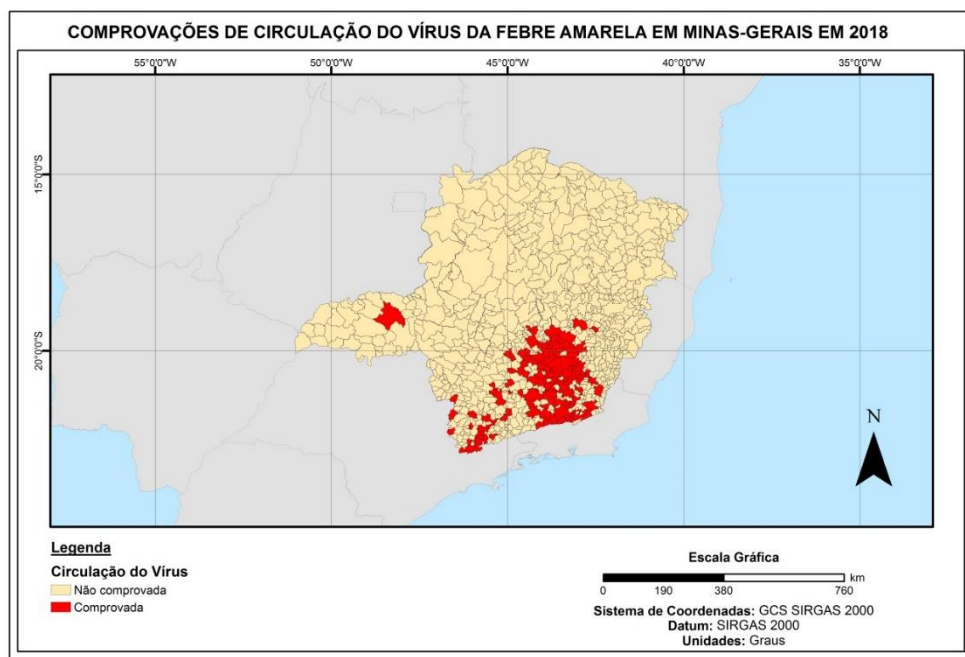 COMPROVAÇÕES DE CIRCULAÇÃO DO VÍRUS DA FEBRE AMARELA EM MINAS-GERAIS EM 2018
55°0'0"W 50°0'0"W 45°0'0"W 40°0'0"W 35°0'0"W
15°0'0"S
20°0'0"S
N
Legenda
Circulação do Vírus
Não comprovada
Comprovada
Escala Gráfica
km
0 190 380 760
Sistema de Coordenadas: GCS SIRGAS 2000
Datum: SIRGAS 2000
Unidades: Graus